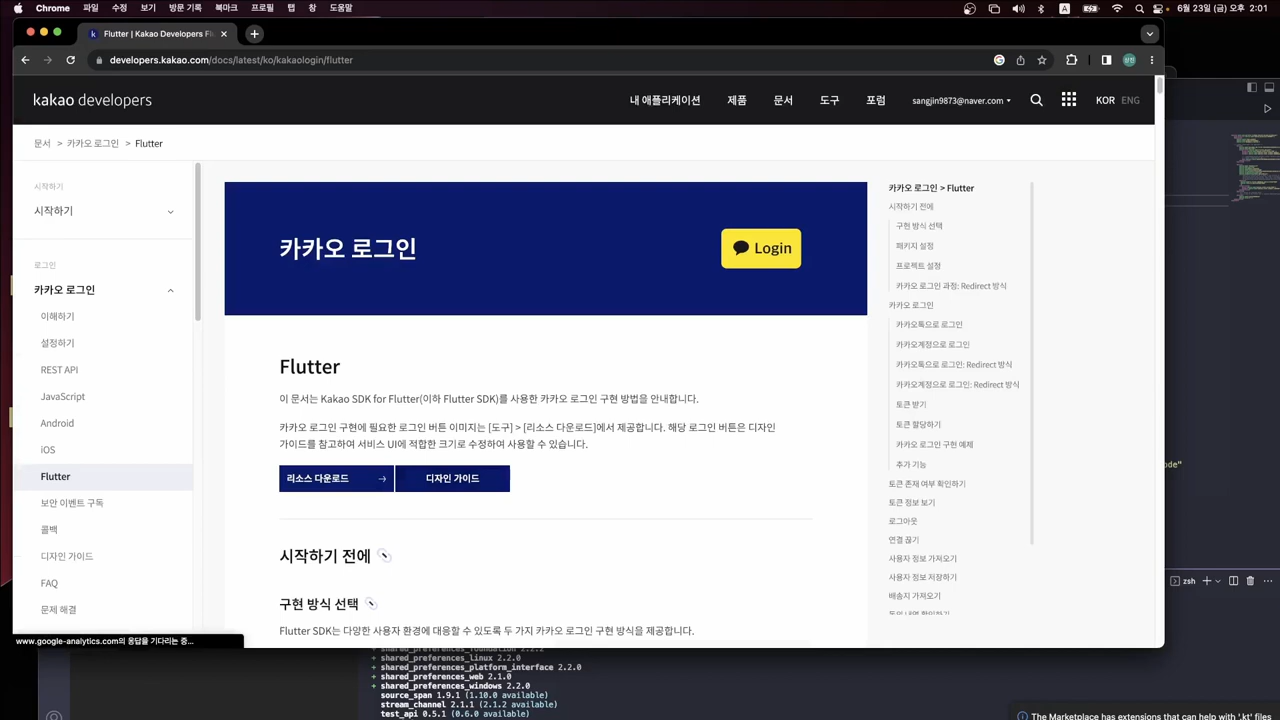 Chrome 파일 수정 보기 방문 기록 북마크 프로필 탭 창 도움말
A 6월 23일(금) 오후 2:01
Flutter | Kakao Developers Fl
developers.kakao.com/docs/latest/ko/kakaologin/flutter
kakao developers
내 애플리케이션 제품 문서 도구 포럼 sangjin9873@naver.com KOR ENG
문서 > 카카오 로그인 > Flutter
시작하기
시작하기
로그인
카카오 로그인
이해하기
설정하기
REST API
JavaScript
Android
iOS
Flutter
보안 이벤트 구독
콜백
디자인 가이드
FAQ
문제 해결
www.google-analytics.com의 응답을 기다리는 중...
카카오 로그인
Login
Flutter
이 문서는 Kakao SDK for Flutter(이하 Flutter SDK)를 사용한 카카오 로그인 구현 방법을 안내합니다.
카카오 로그인 구현에 필요한 로그인 버튼 이미지는 [도구] > [리소스 다운로드]에서 제공합니다. 해당 로그인 버튼은 디자인
가이드를 참고하여 서비스 UI에 적합한 크기로 수정하여 사용할 수 있습니다.
리소스 다운로드 →
디자인 가이드
시작하기 전에
구현 방식 선택
Flutter SDK는 다양한 사용자 환경에 대응할 수 있도록 두 가지 카카오 로그인 구현 방식을 제공합니다.
카카오 로그인 > Flutter
시작하기 전에
구현 방식 선택
패키지 설정
프로젝트 설정
카카오 로그인 과정: Redirect 방식
카카오 로그인
카카오톡으로 로그인
카카오계정으로 로그인
카카오톡으로 로그인: Redirect 방식
카카오계정으로 로그인: Redirect 방식
토큰 받기
토큰 할당하기
카카오 로그인 구현 예제
추가 기능
토큰 존재 여부 확인하기
토큰 정보 보기
로그아웃
연결 끊기
사용자 정보 가져오기
사용자 정보 저장하기
배송지 가져오기
동의 내역 확인하기
ode"
zsh
+ shared_preferences_foundation 2.2.2
+ shared_preferences_linux 2.2.0
+ shared_preferences_platform_interface 2.2.0
+ shared_preferences_web 2.1.0
+ shared_preferences_windows 2.2.0
source_span 1.9.1 (1.10.0 available)
stream_channel 2.1.1 (2.1.2 available)
test_api 0.5.1 (0.6.0 available)
The Marketplace has extensions that can help with '.kt' files